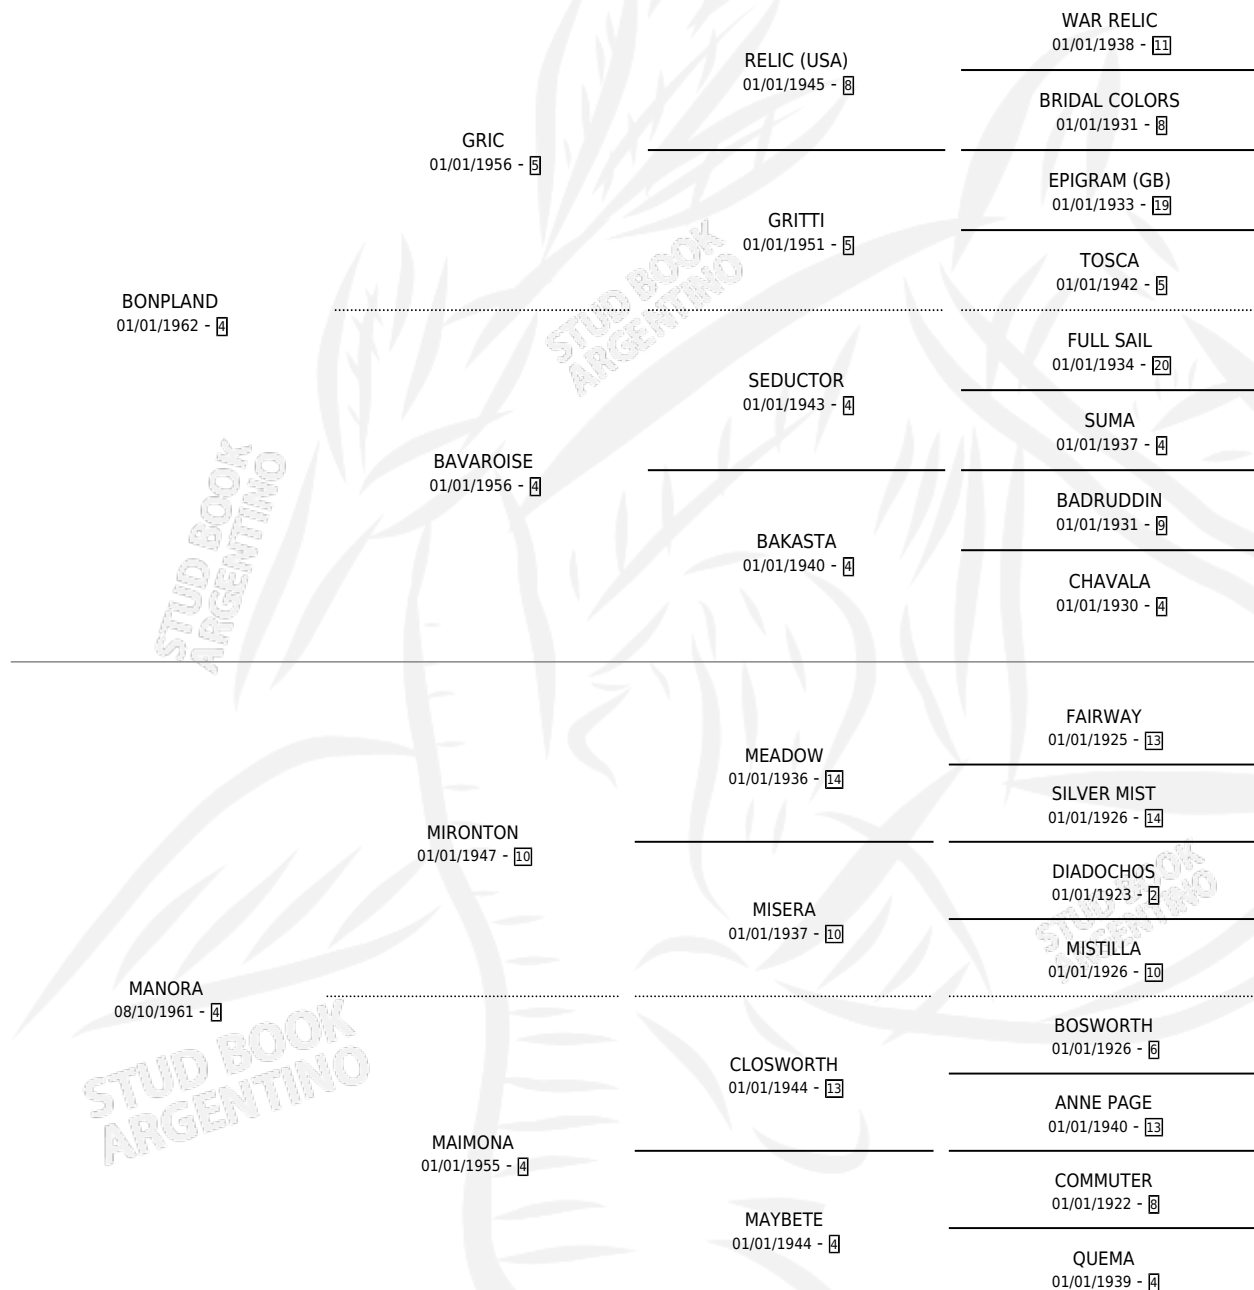 WAR RELIC
01/01/1938 - 11
RELIC (USA)
01/01/1945 - 8
BRIDAL COLORS
01/01/1931 - 8
GRIC
01/01/1956 - 5
EPIGRAM (GB)
01/01/1933 - 19
GRITTI
01/01/1951 - 5
TOSCA
01/01/1942 - 5
BONPLAND
01/01/1962 - 4
STUD BOOK
ARGENTINO
FULL SAIL
01/01/1934 - 20
SEDUCTOR
01/01/1943 - 4
SUMA
01/01/1937 - 4
BAVAROISE
01/01/1956 - 4
BADRUDDIN
01/01/1931 - 9
BAKASTA
01/01/1940 - 4
CHAVALA
01/01/1930 - 4
STUD BOOK
ARGENTINO
FAIRWAY
01/01/1925 - 13
MEADOW
01/01/1936 - 14
SILVER MIST
01/01/1926 - 14
MIRONTON
01/01/1947 - 10
DIADOCHOS
01/01/1923 - 2
MISERA
01/01/1937 - 10
MISTILLA
01/01/1926 - 10
STUD BOOK
ARGENTINO
MANORA
08/10/1961 - 4
BOSWORTH
01/01/1926 - 6
CLOSWORTH
01/01/1944 - 13
ANNE PAGE
01/01/1940 - 13
STUD BOOK
ARGENTINO
MAIMONA
01/01/1955 - 4
COMMUTER
01/01/1922 - 8
MAYBETE
01/01/1944 - 4
QUEMA
01/01/1939 - 4